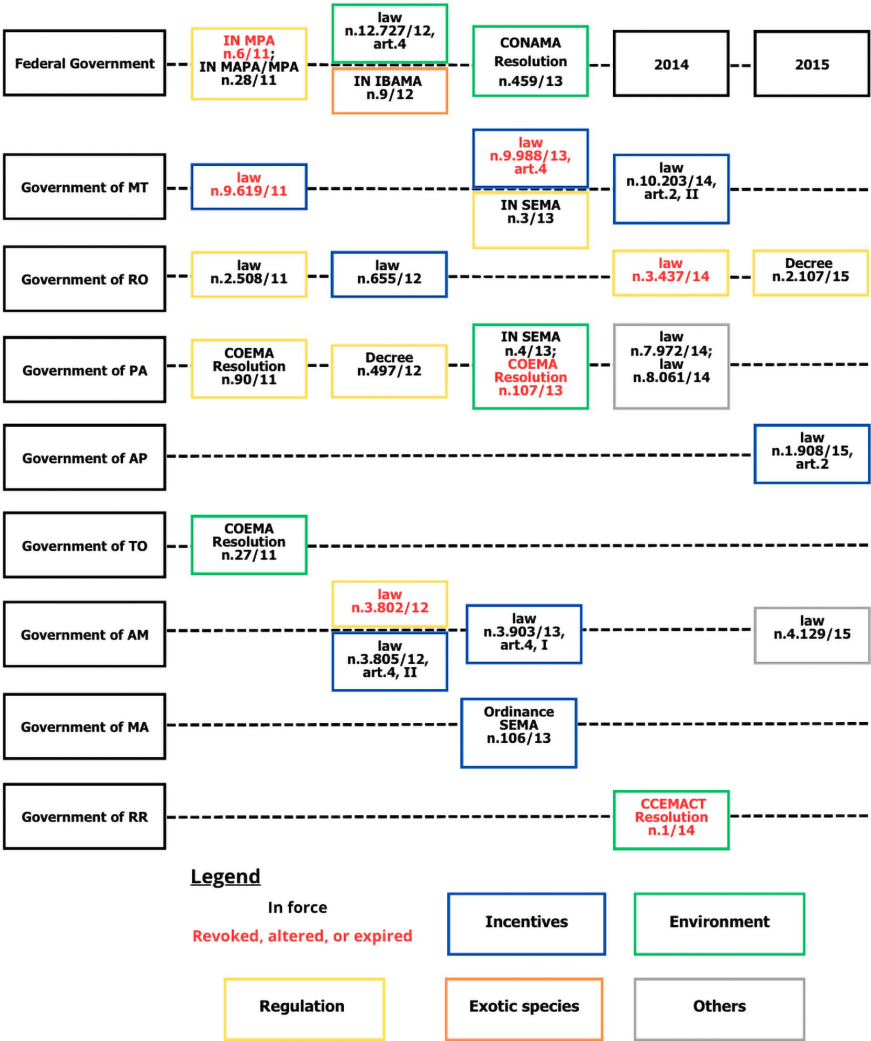 Federal Government
IN MPA
n.6/11;
IN MAPA/MPA
n.28/11
law
n.12.727/12,
art.4
IN IBAMA
n.9/12
CONAMA
Resolution
n.459/13
2014
2015
Government of MT
law
n.9.619/11
law
n.9.988/13,
art.4
IN SEMA
n.3/13
law
n.10.203/14,
art.2, II
Government of RO
law
n.2.508/11
law
n.655/12
law
n.3.437/14
Decree
n.2.107/15
Government of PA
COEMA
Resolution
n.90/11
Decree
n.497/12
IN SEMA
n.4/13;
COEMA
Resolution
n.107/13
law
n.7.972/14;
law
n.8.061/14
Government of AP
law
n.1.908/15,
art.2
Government of TO
COEMA
Resolution
n.27/11
Government of AM
law
n.3.802/12
law
n.3.805/12,
art.4, II
law
n.3.903/13,
art.4, I
law
n.4.129/15
Government of MA
Ordinance
SEMA
n.106/13
Government of RR
CCEMACT
Resolution
n.1/14
Legend
In force
Revoked, altered, or expired
Incentives
Environment
Regulation
Exotic species
Others